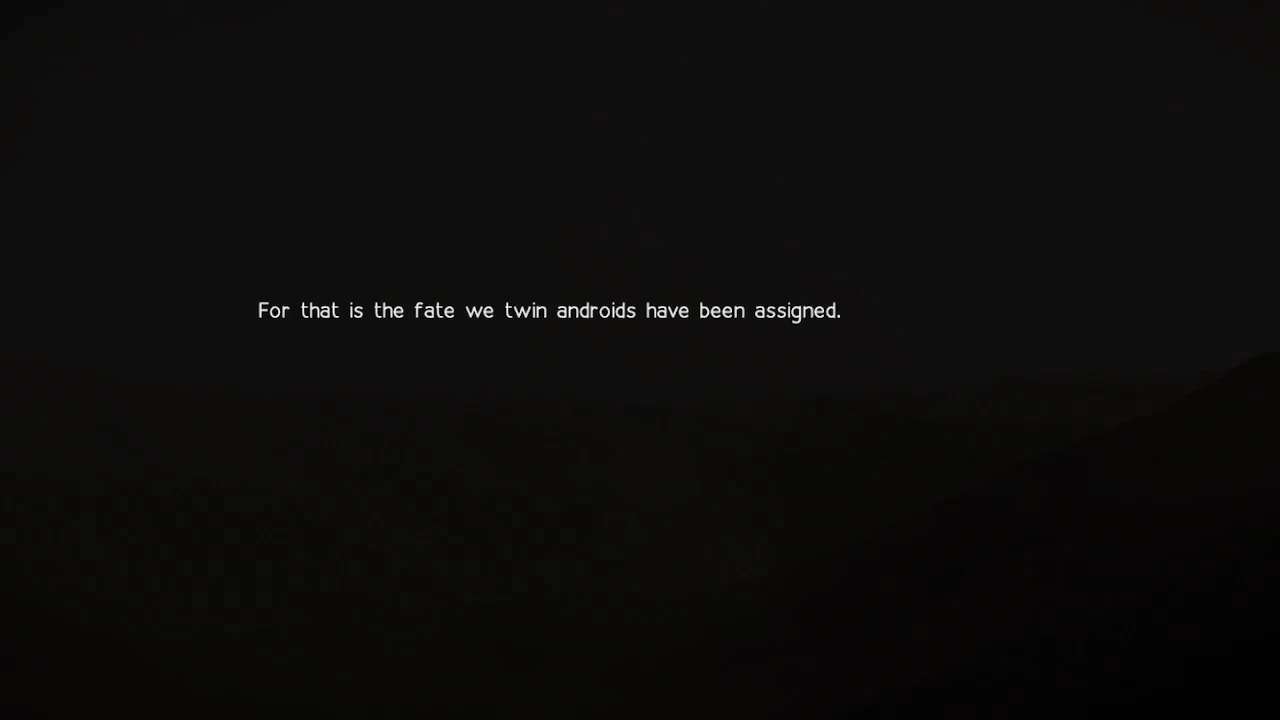 For that is the fate we twin androids have been assigned.